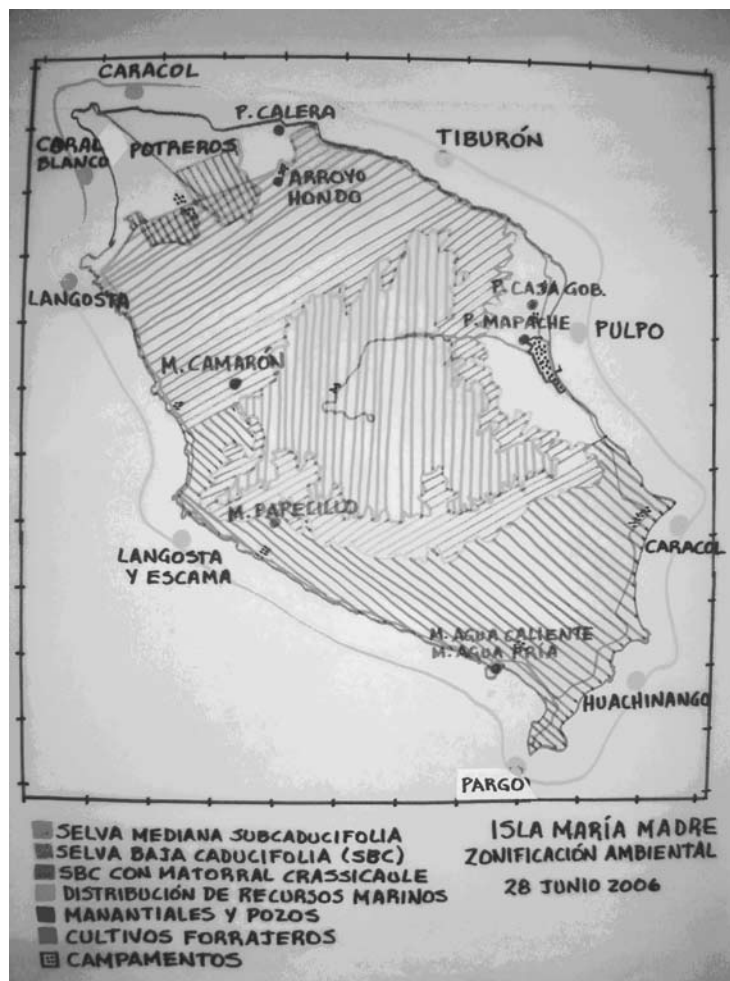 CARACOL
P. CALERA
TIBURÓN
CORAL
BLANCO
POTREROS
ARROYO
HONDO
LANGOSTA
P. CASA GOB.
P. MAPACHE
PULPO
M. CAMARÓN
M. PAPELILLO
LANGOSTA
Y ESCAMA
CARACOL
M. AGUA CALIENTE
M. AGUA FRÍA
HUACHINANGO
PARGO
SELVA MEDIANA SUBCADUCIFOLIA
SELVA BAJA CADUCIFOLIA (SBC)
SBC CON MATORRAL CRASSICAULE
DISTRIBUCIÓN DE RECURSOS MARINOS
MANANTIALES Y POZOS
CULTIVOS FORRAJEROS
CAMPAMENTOS
ISLA MARÍA MADRE
ZONIFICACIÓN AMBIENTAL
28 JUNIO 2006